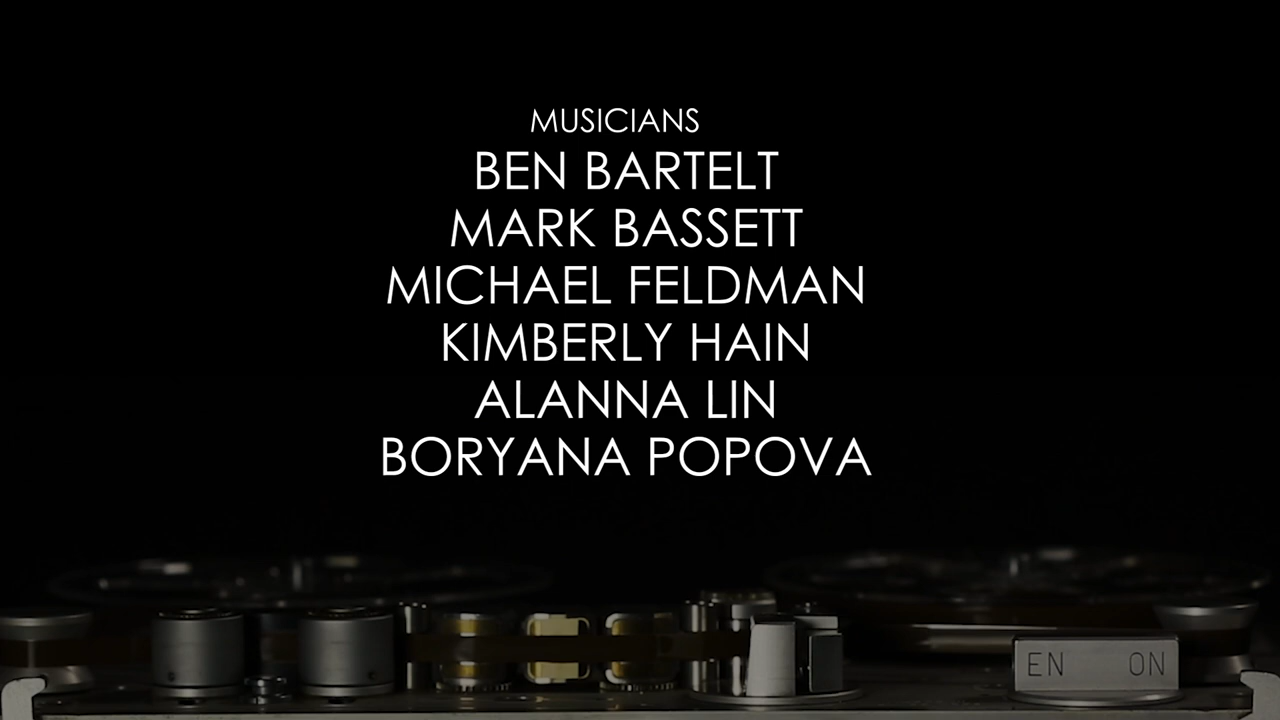 MUSICIANS
BEN BARTELT
MARK BASSETT
MICHAEL FELDMAN
KIMBERLY HAIN
ALANNA LIN
BORYANA POPOVA
EN ON